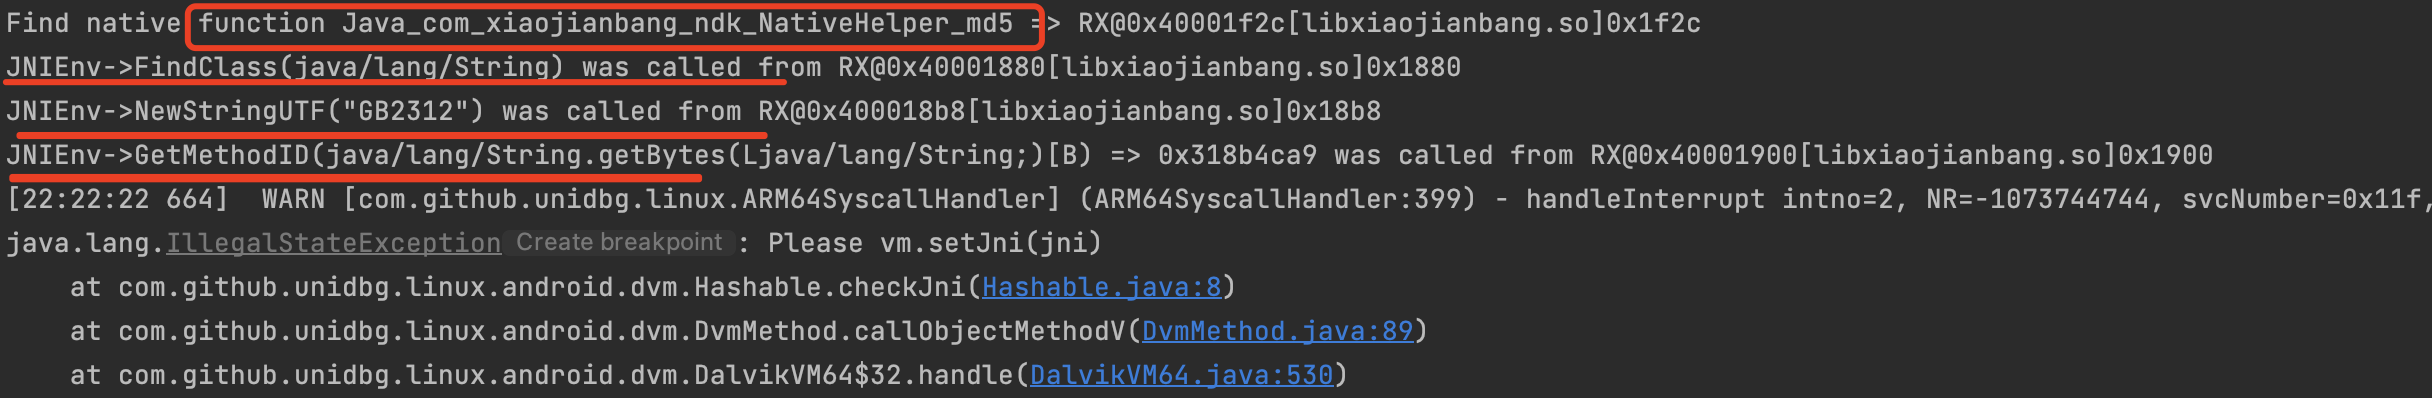 Find native function Java_com_xiaojianbang_ndk_NativeHelper_md5 => RX@0x40001f2c[libxiaojianbang.so]0x1f2c
JNIEnv->FindClass(java/lang/String) was called from RX@0x40001880[libxiaojianbang.so]0x1880
JNIEnv->NewStringUTF("GB2312") was called from RX@0x400018b8[libxiaojianbang.so]0x18b8
JNIEnv->GetMethodID(java/lang/String.getBytes(Ljava/lang/String;)[B) => 0x318b4ca9 was called from RX@0x40001900[libxiaojianbang.so]0x1900
[22:22:22 664]  WARN [com.github.unidbg.linux.ARM64SyscallHandler] (ARM64SyscallHandler:399) - handleInterrupt intno=2, NR=-1073744744, svcNumber=0x11f,
java.lang.IllegalStateException Create breakpoint : Please vm.setJni(jni)
    at com.github.unidbg.linux.android.dvm.Hashable.checkJni(Hashable.java:8)
    at com.github.unidbg.linux.android.dvm.DvmMethod.callObjectMethodV(DvmMethod.java:89)
    at com.github.unidbg.linux.android.dvm.DalvikVM64$32.handle(DalvikVM64.java:530)